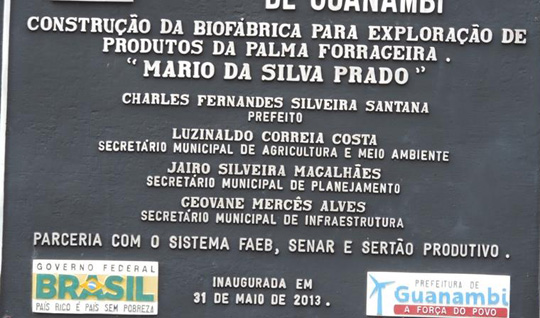 DE GUANAMBI
CONSTRUÇÃO DA BIOFÁBRICA PARA EXPLORAÇÃO DE
PRODUTOS DA PALMA FORRAGEIRA .
“ MARIO DA SILVA PRADO ”
CHARLES FERNANDES SILVEIRA SANTANA
PREFEITO
LUZINALDO CORREIA COSTA
SECRETÁRIO MUNICIPAL DE AGRICULTURA E MEIO AMBIENTE
JAIRO SILVEIRA MAGALHÃES
SECRETÁRIO MUNICIPAL DE PLANEJAMENTO
GEOVANE MERCÊS ALVES
SECRETÁRIO MUNICIPAL DE INFRAESTRUTURA
PARCERIA COM O SISTEMA FAEB, SENAR E SERTÃO PRODUTIVO .
GOVERNO FEDERAL
BRASIL
PAÍS RICO É PAÍS SEM POBREZA
INAUGURADA EM
31 DE MAIO DE 2013 .
PREFEITURA DE
Guanambi
A FORÇA DO POVO